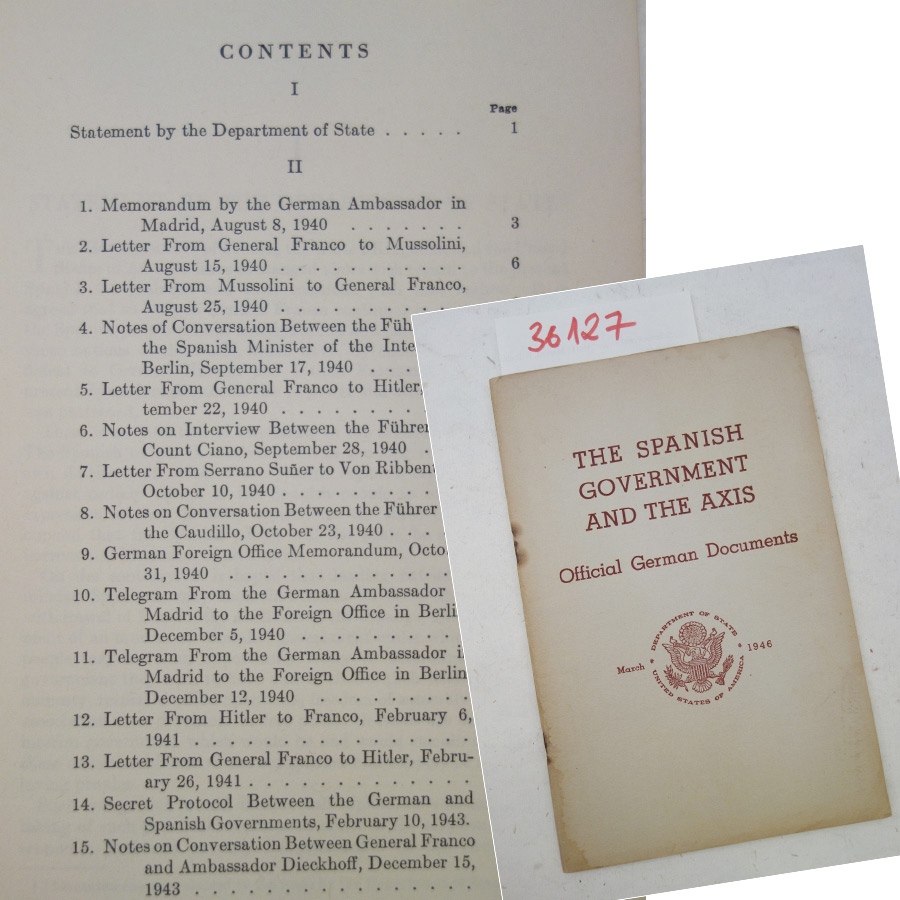 CONTENTS
I
Page
Statement by the Department of State . . . . . 1
II
1. Memorandum by the German Ambassador in
Madrid, August 8, 1940 . . . . . . . 3
2. Letter From General Franco to Mussolini,
August 15, 1940 . . . . . . . . . . 6
3. Letter From Mussolini to General Franco,
August 25, 1940 . . . . . . . . . .
4. Notes of Conversation Between the Füh
the Spanish Minister of the Inte
Berlin, September 17, 1940 . . .
5. Letter From General Franco to Hitler,
tember 22, 1940 . . . . . . . .
6. Notes on Interview Between the Führer
Count Ciano, September 28, 1940 .
7. Letter From Serrano Suñer to Von Ribben
October 10, 1940 . . . . . . . . .
8. Notes on Conversation Between the Führer
the Caudillo, October 23, 1940 . . . .
9. German Foreign Office Memorandum, Octo
31, 1940 . . . . . . . . . . . .
10. Telegram From the German Ambassador
Madrid to the Foreign Office in Berli
December 5, 1940 . . . . . . . . .
11. Telegram From the German Ambassador i
Madrid to the Foreign Office in Berlin
December 12, 1940 . . . . . . . .
12. Letter From Hitler to Franco, February 6,
1941 . . . . . . . . . . . . . . .
13. Letter From General Franco to Hitler, Febru-
ary 26, 1941 . . . . . . . . . . . .
14. Secret Protocol Between the German and
Spanish Governments, February 10, 1943.
15. Notes on Conversation Between General Franco
and Ambassador Dieckhoff, December 15,
1943 . . . . . . . . . . . . . . .
36127
THE SPANISH
GOVERNMENT
AND THE AXIS
Official German Documents
March 1946
DEPARTMENT OF STATE
UNITED STATES OF AMERICA